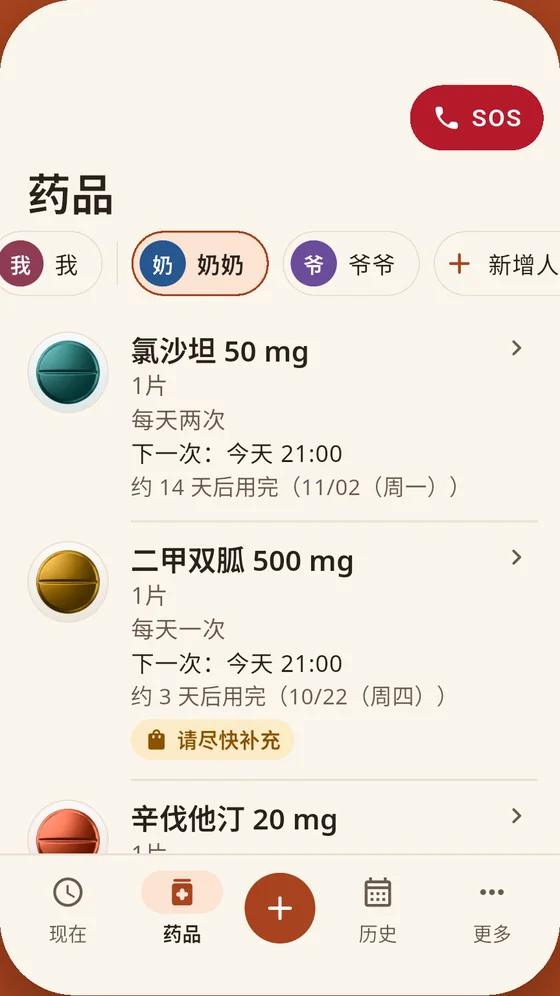 SOS
药品
我 我 奶 奶奶 爷 爷爷 新增人
氯沙坦 50 mg
1片
每天两次
下一次：今天 21:00
约 14 天后用完（11/02（周一））
二甲双胍 500 mg
1片
每天一次
下一次：今天 21:00
约 3 天后用完（10/22（周四））
请尽快补充
辛伐他汀 20 mg
1片
现在 药品 历史 更多